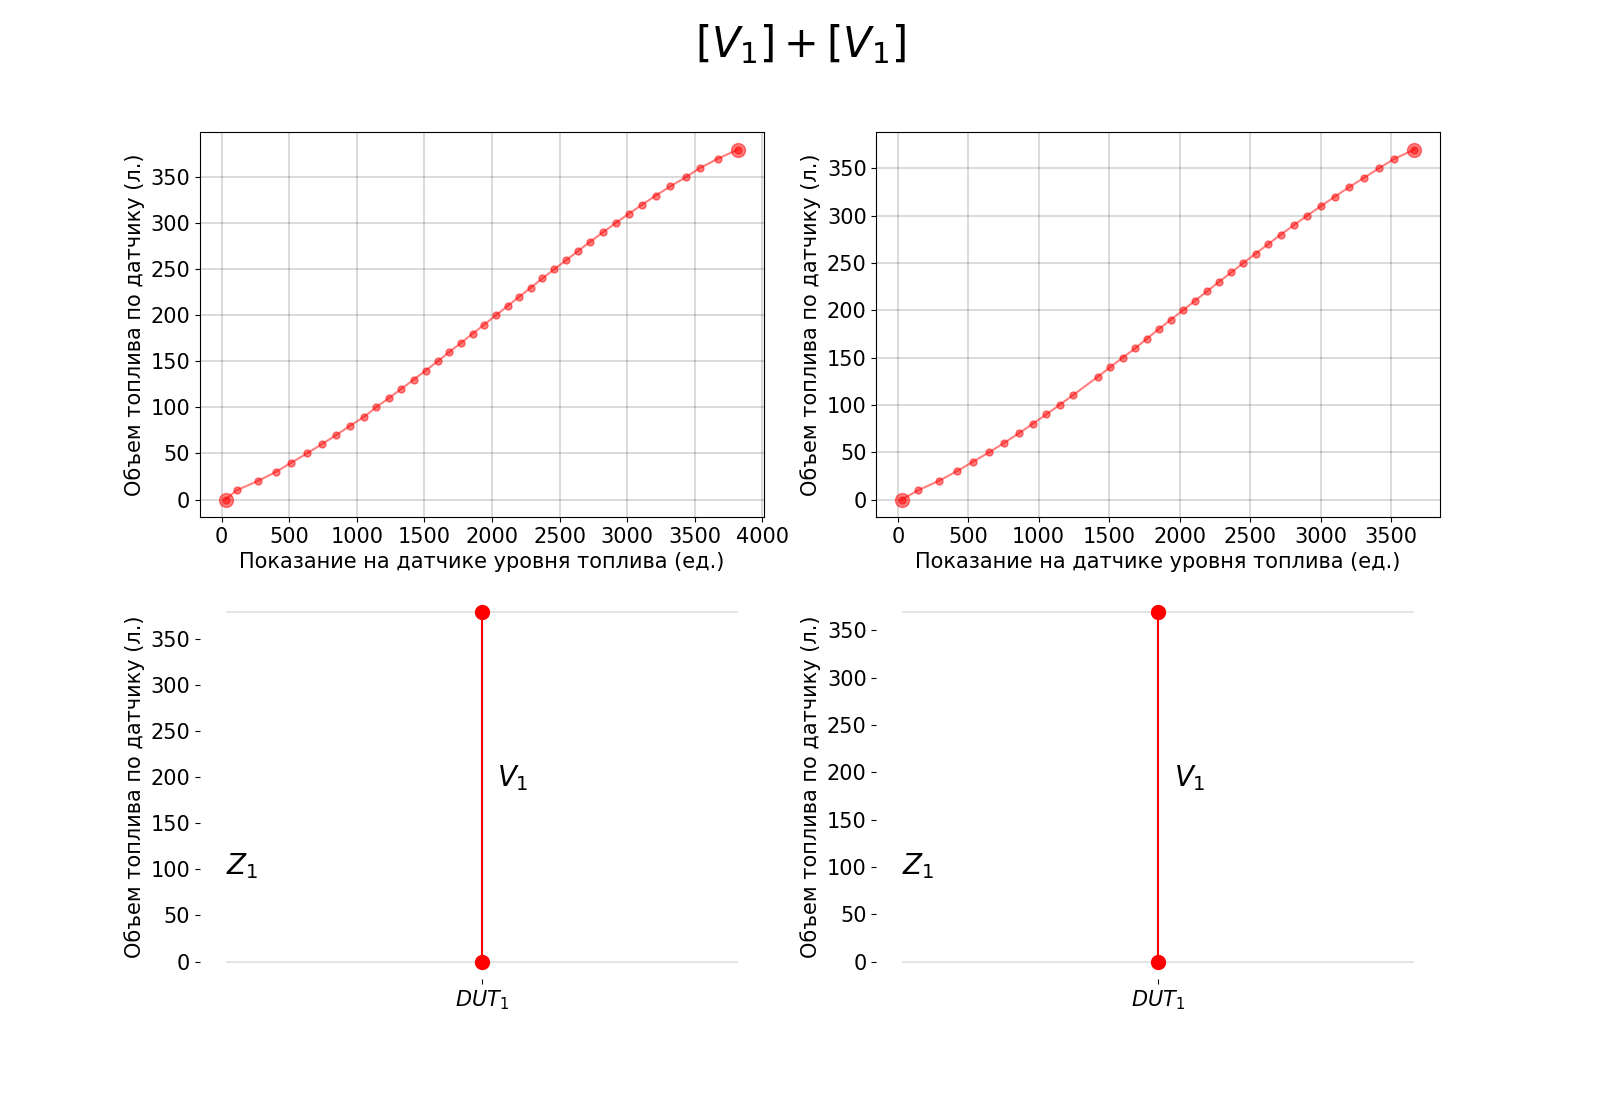 [V₁] + [V₁]
Объем топлива по датчику (л.)
350
300
250
200
150
100
50
0
0 500 1000 1500 2000 2500 3000 3500 4000
Показание на датчике уровня топлива (ед.)
Объем топлива по датчику (л.)
350
300
250
200
150
100
50
0
0 500 1000 1500 2000 2500 3000 3500
Показание на датчике уровня топлива (ед.)
Объем топлива по датчику (л.)
350
300
250
200
150
100
50
0
V₁
Z₁
DUT₁
Объем топлива по датчику (л.)
350
300
250
200
150
100
50
0
V₁
Z₁
DUT₁